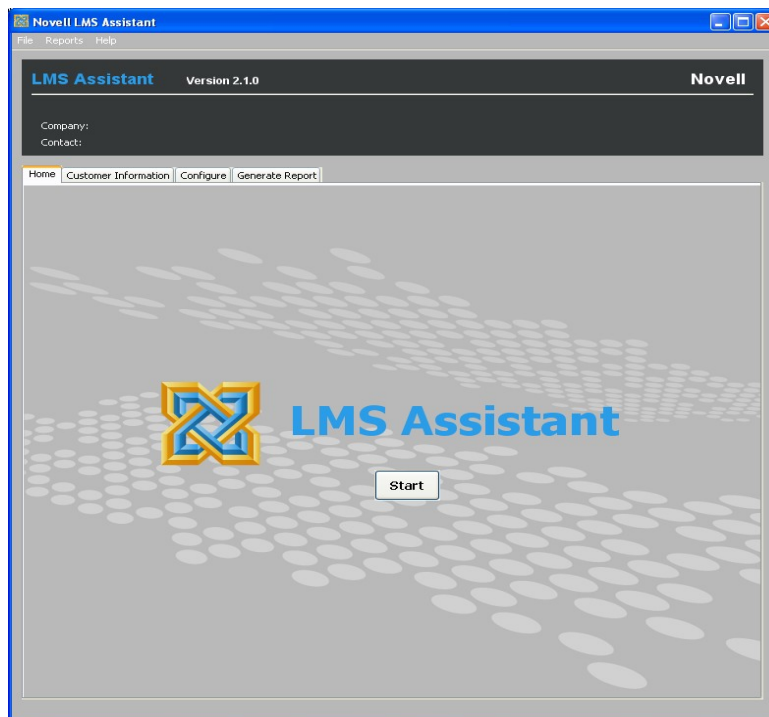 Novell LMS Assistant
File Reports Help
LMS Assistant Version 2.1.0 Novell
Company:
Contact:
Home Customer Information Configure Generate Report
LMS Assistant
Start